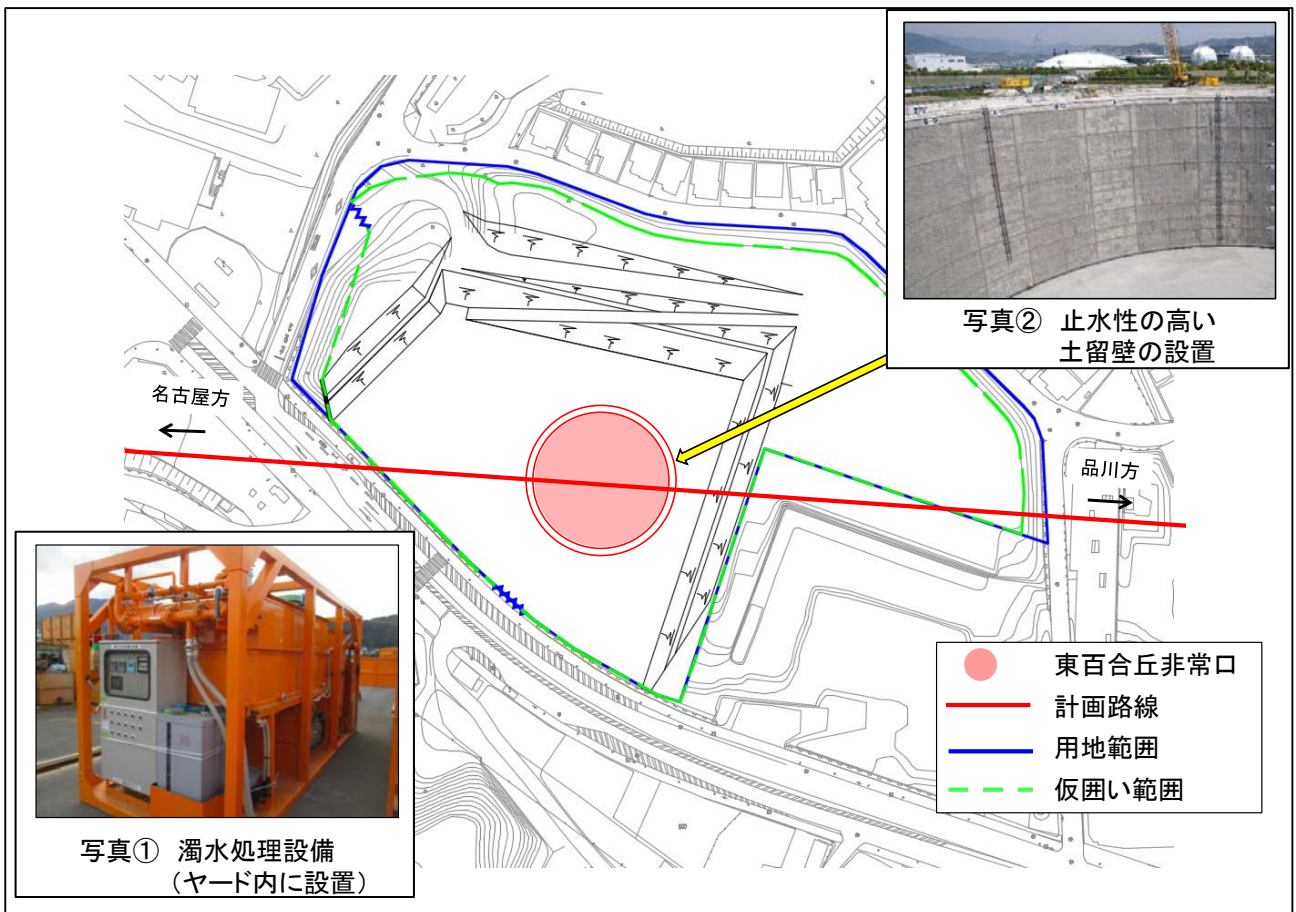 写真② 止水性の高い
土留壁の設置
名古屋方
←
品川方
→
写真① 濁水処理設備
（ヤード内に設置）
東百合丘非常口
計画路線
用地範囲
仮囲い範囲